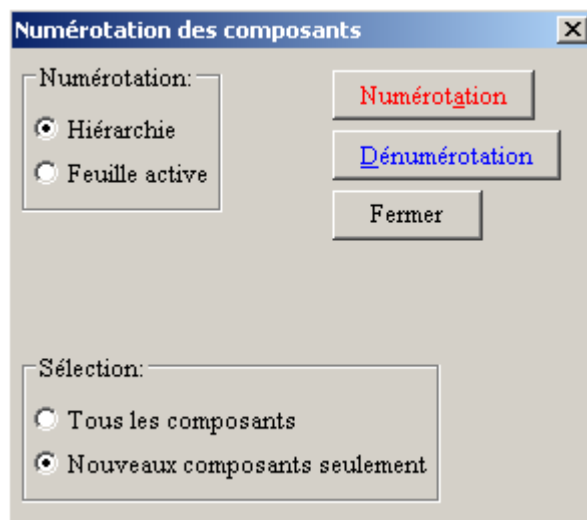 Numérotation des composants
Numérotation:
Hiérarchie
Feuille active
Numérotation
Dénumérotation
Fermer
Sélection:
Tous les composants
Nouveaux composants seulement